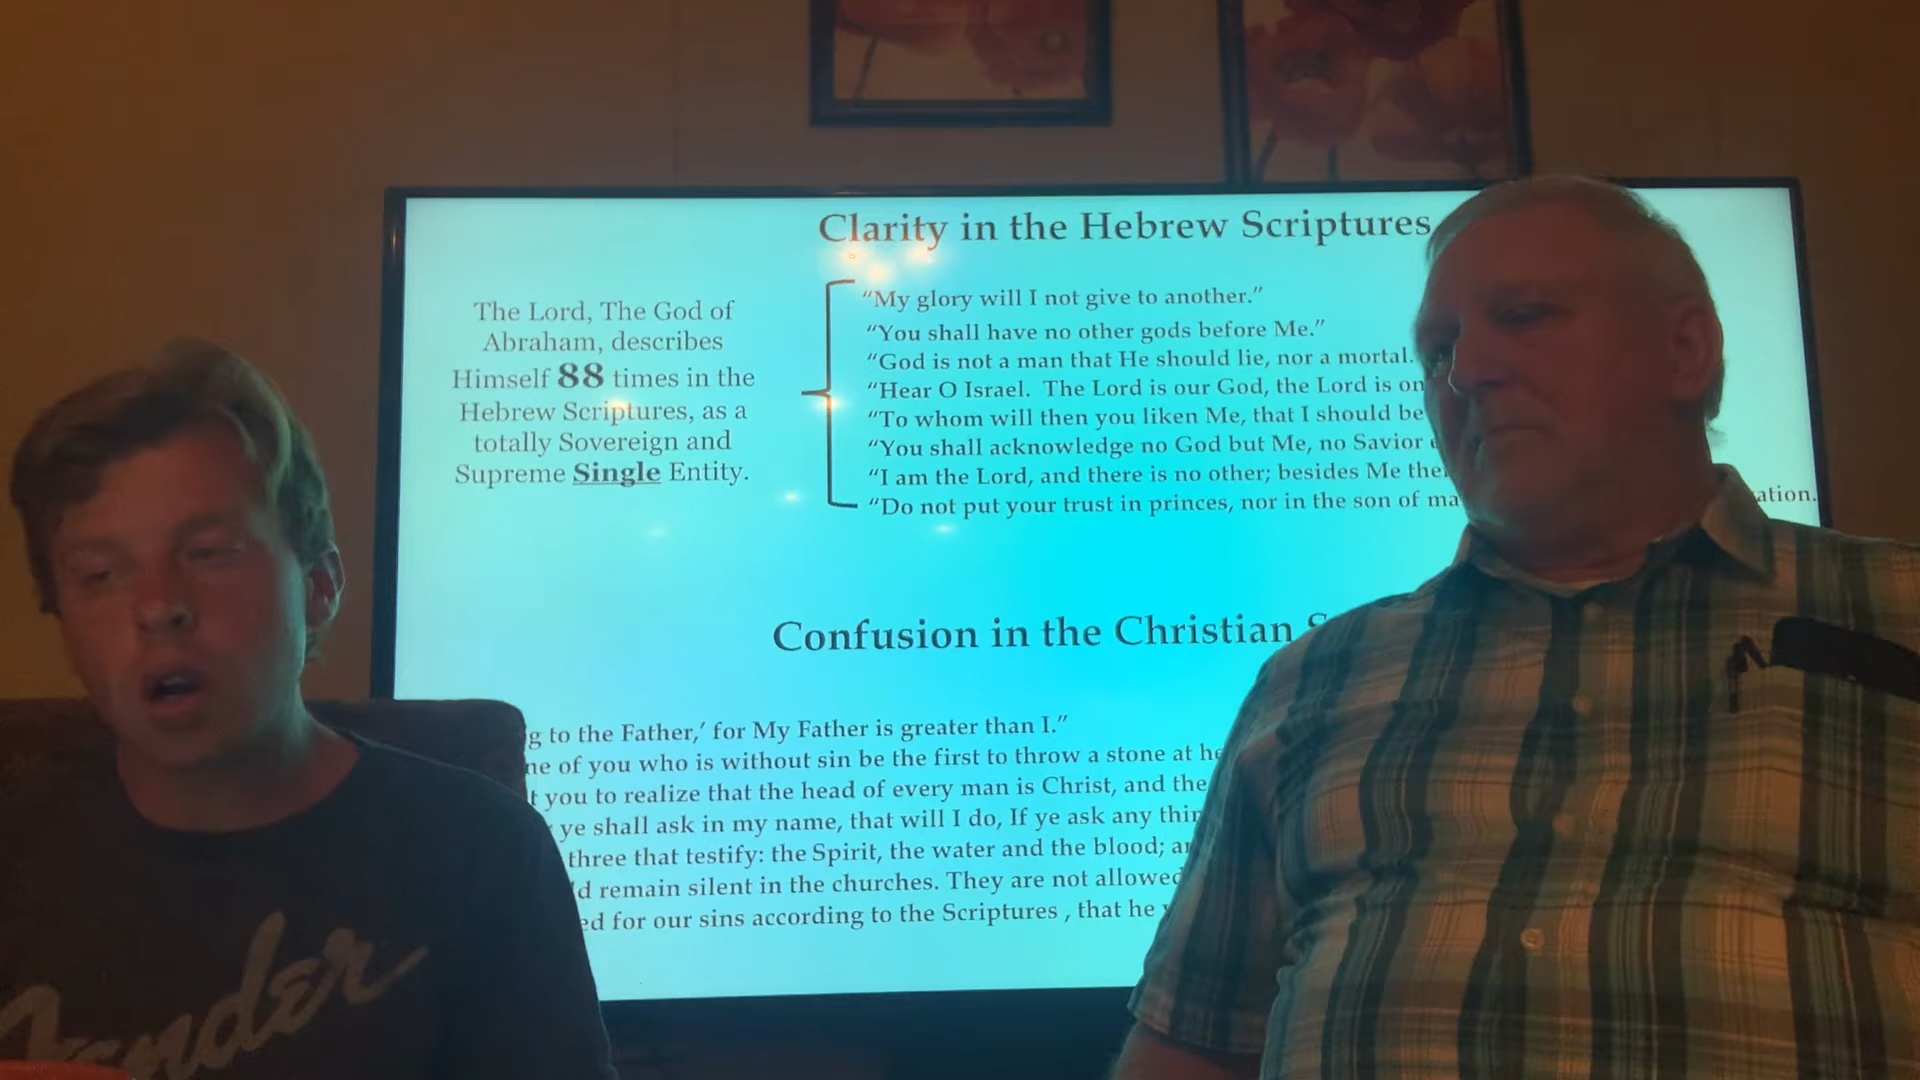 Clarity in the Hebrew Scriptures
The Lord, The God of
Abraham, describes
Himself 88 times in the
Hebrew Scriptures, as a
totally Sovereign and
Supreme Single Entity.
“My glory will I not give to another.”
“You shall have no other gods before Me.”
“God is not a man that He should lie, nor a mortal.
“Hear O Israel. The Lord is our God, the Lord is on
“To whom will then you liken Me, that I should be
“You shall acknowledge no God but Me, no Savior
“I am the Lord, and there is no other; besides Me the
“Do not put your trust in princes, nor in the son of ma ation.
Confusion in the Christian
g to the Father,’ for My Father is greater than I.”
ne of you who is without sin be the first to throw a stone at he
t you to realize that the head of every man is Christ, and the
ye shall ask in my name, that will I do, If ye ask any thin
three that testify: the Spirit, the water and the blood; a
d remain silent in the churches. They are not allowed
ed for our sins according to the Scriptures , that he
Fender